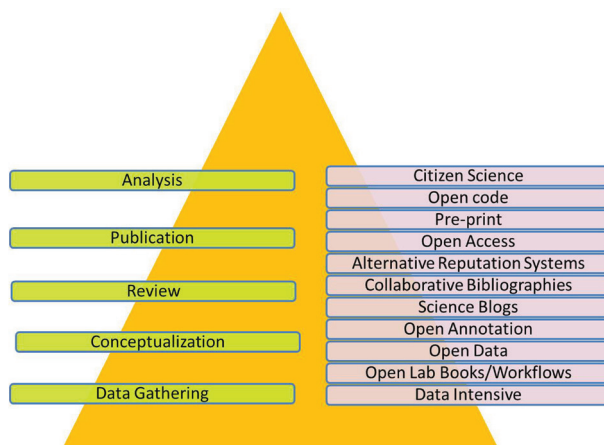 Analysis
Publication
Review
Conceptualization
Data Gathering
Citizen Science
Open code
Pre-print
Open Access
Alternative Reputation Systems
Collaborative Bibliographies
Science Blogs
Open Annotation
Open Data
Open Lab Books/Workflows
Data Intensive